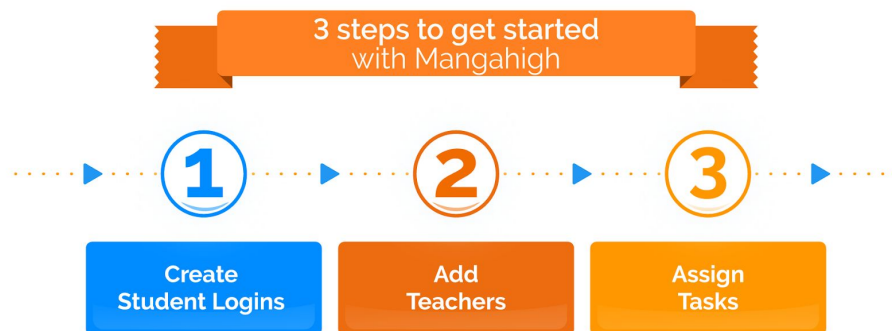 3 steps to get started
with Mangahigh
1
2
3
Create
Student Logins
Add
Teachers
Assign
Tasks